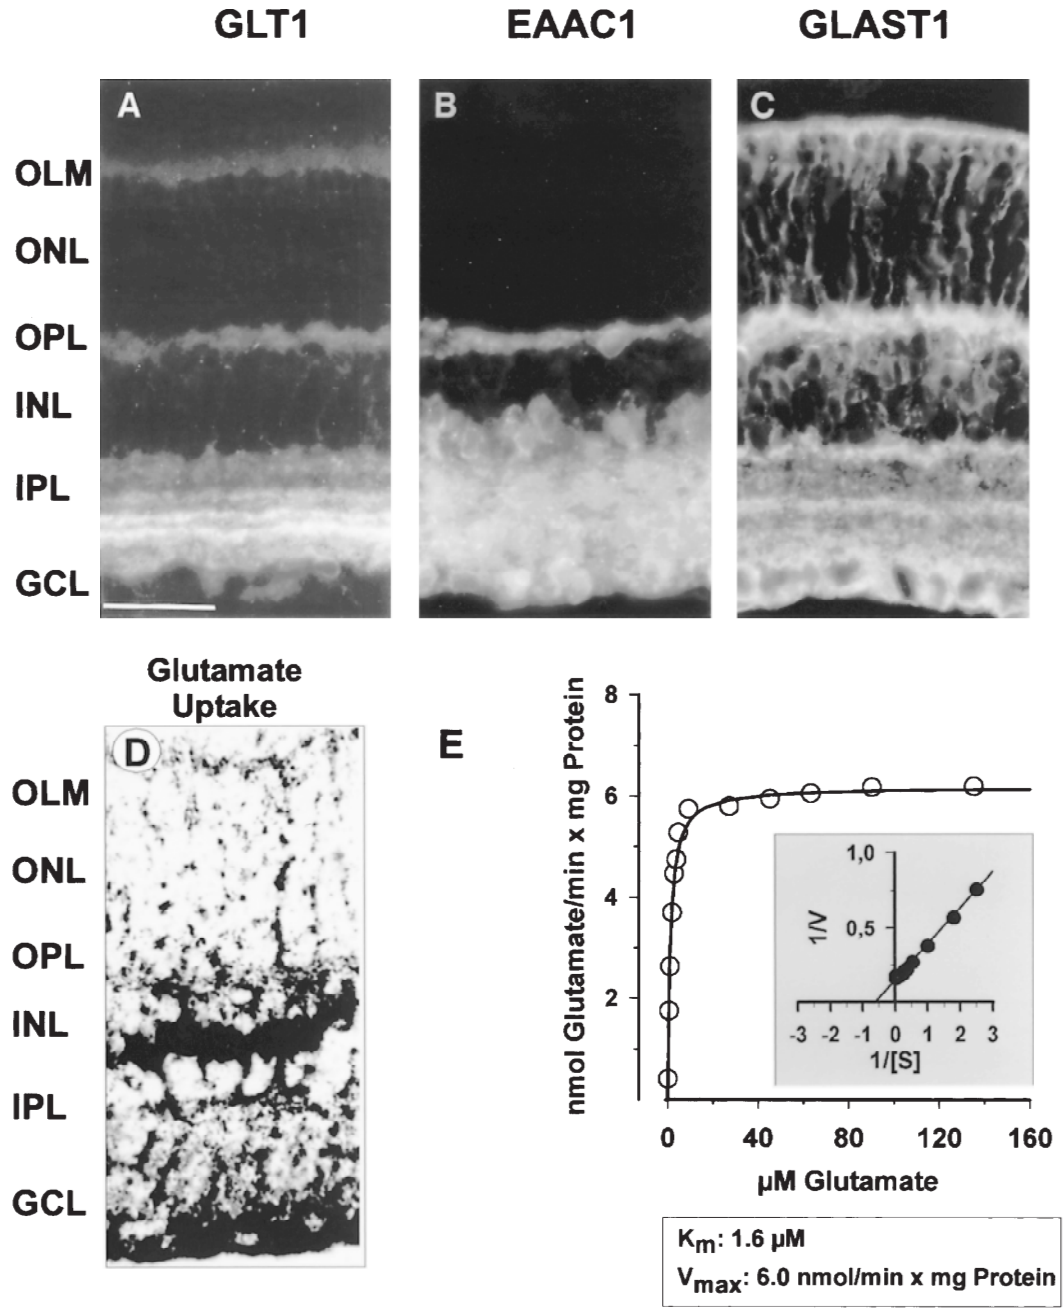 GLT1 EAAC1 GLAST1
A B C
OLM
ONL
OPL
INL
IPL
GCL
Glutamate
Uptake
D
OLM
ONL
OPL
INL
IPL
GCL
E
nmol Glutamate/min x mg Protein
8
6
4
2
0 40 80 120 160
µM Glutamate
1/V
1,0
0,5
-3 -2 -1 0 1 2 3
1/[S]
Km: 1.6 µM
Vmax: 6.0 nmol/min x mg Protein